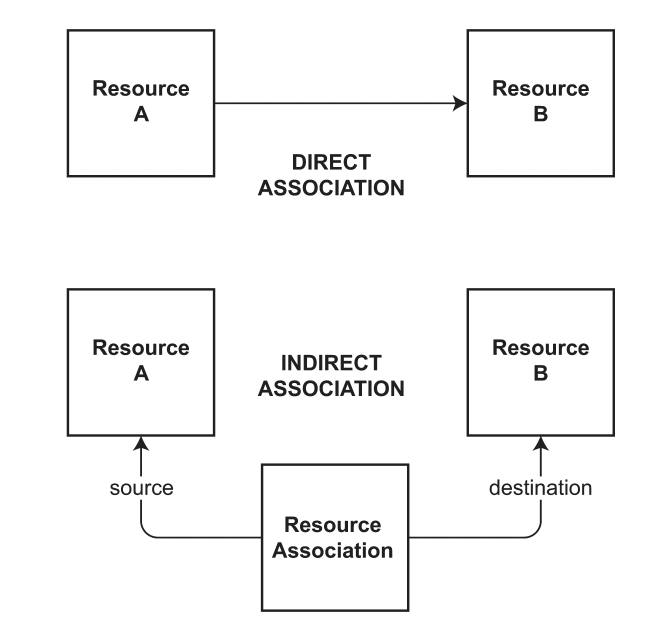 Resource
A
Resource
B
DIRECT
ASSOCIATION
Resource
A
INDIRECT
ASSOCIATION
Resource
B
source
destination
Resource
Association